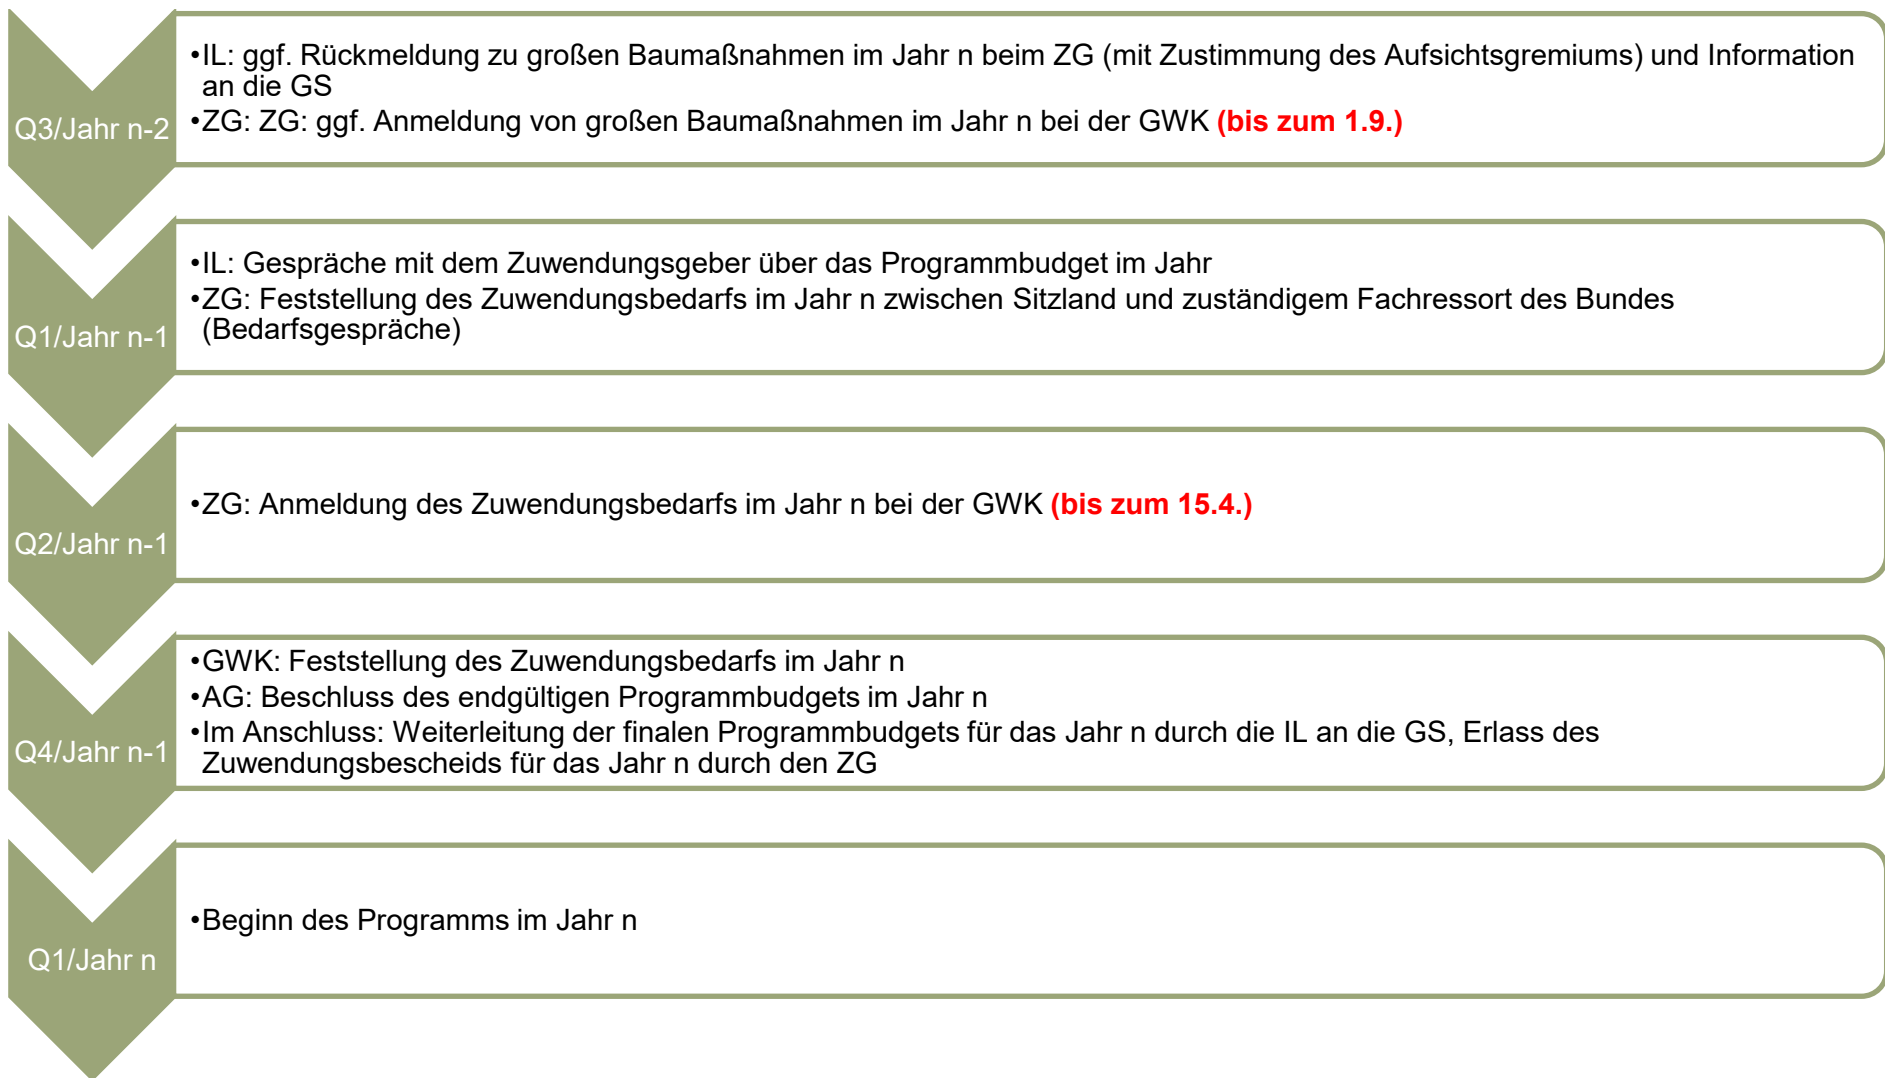 Q3/Jahr n-2
•IL: ggf. Rückmeldung zu großen Baumaßnahmen im Jahr n beim ZG (mit Zustimmung des Aufsichtsgremiums) und Information
an die GS
•ZG: ZG: ggf. Anmeldung von großen Baumaßnahmen im Jahr n bei der GWK (bis zum 1.9.)
Q1/Jahr n-1
•IL: Gespräche mit dem Zuwendungsgeber über das Programmbudget im Jahr
•ZG: Feststellung des Zuwendungsbedarfs im Jahr n zwischen Sitzland und zuständigem Fachressort des Bundes
(Bedarfsgespräche)
Q2/Jahr n-1
•ZG: Anmeldung des Zuwendungsbedarfs im Jahr n bei der GWK (bis zum 15.4.)
Q4/Jahr n-1
•GWK: Feststellung des Zuwendungsbedarfs im Jahr n
•AG: Beschluss des endgültigen Programmbudgets im Jahr n
•Im Anschluss: Weiterleitung der finalen Programmbudgets für das Jahr n durch die IL an die GS, Erlass des
Zuwendungsbescheids für das Jahr n durch den ZG
Q1/Jahr n
•Beginn des Programms im Jahr n